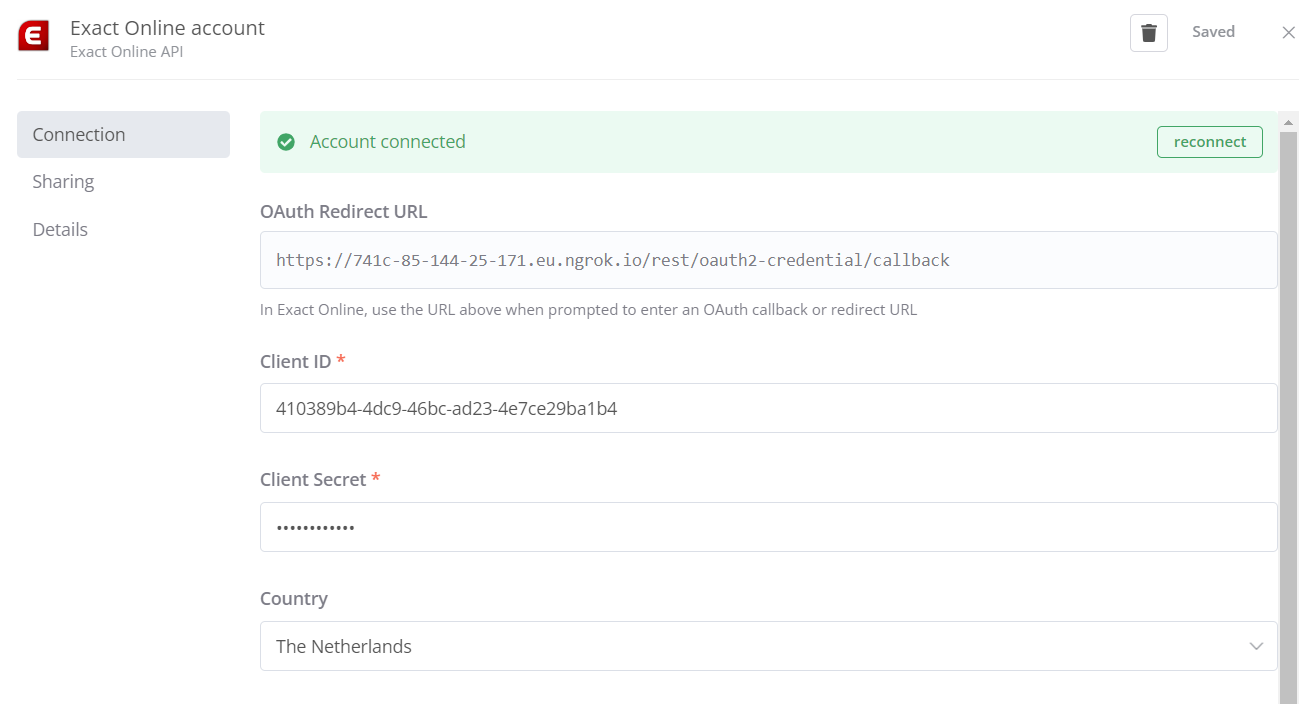 Exact Online account
Exact Online API
Saved
Connection
Sharing
Details
Account connected
reconnect
OAuth Redirect URL
https://741c-85-144-25-171.eu.ngrok.io/rest/oauth2-credential/callback
In Exact Online, use the URL above when prompted to enter an OAuth callback or redirect URL
Client ID *
410389b4-4dc9-46bc-ad23-4e7ce29ba1b4
Client Secret *
••••••••••••
Country
The Netherlands